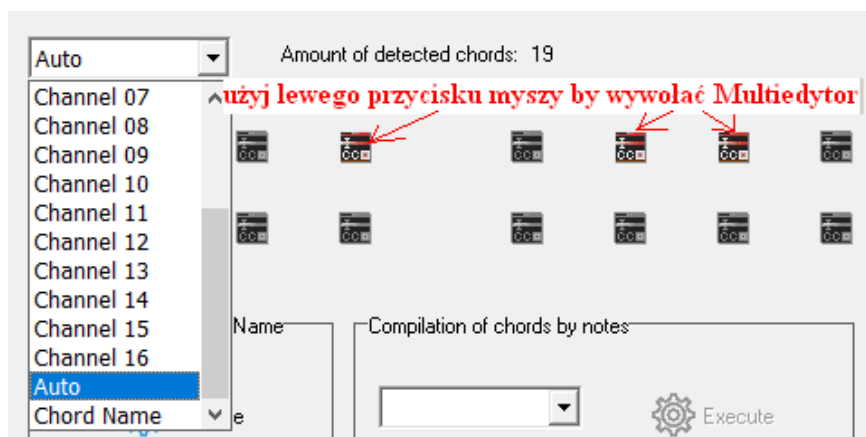 Auto
Amount of detected chords: 19
użyj lewego przycisku myszy by wywołać Multiedytor
Channel 07
Channel 08
Channel 09
Channel 10
Channel 11
Channel 12
Channel 13
Channel 14
Channel 15
Channel 16
Auto
Chord Name
Name
Compilation of chords by notes
Execute